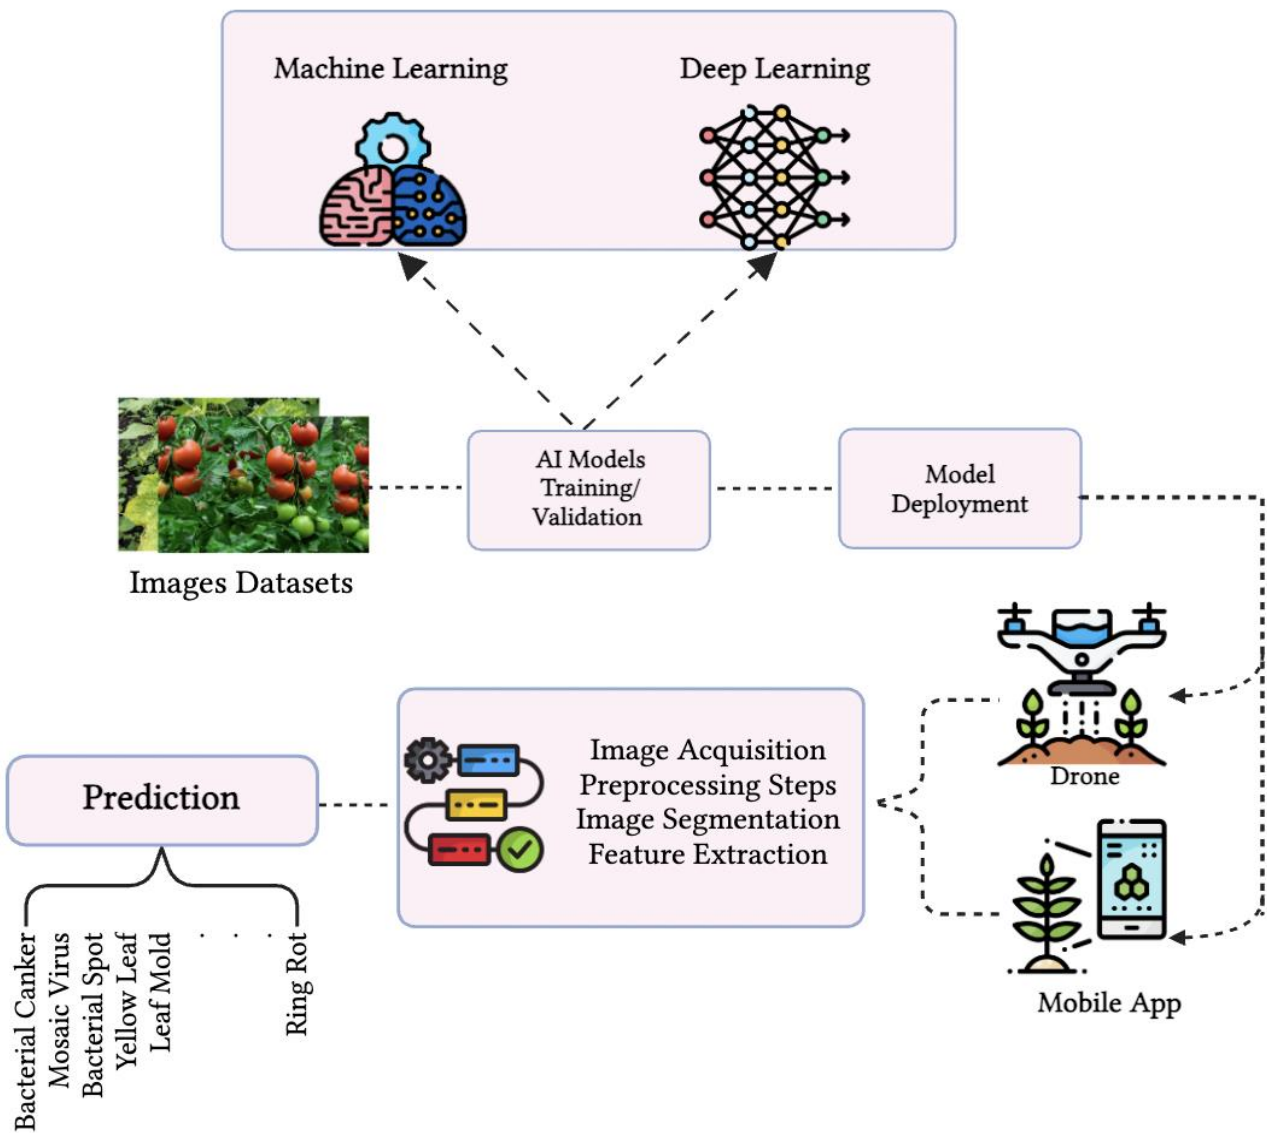 Machine Learning
Deep Learning
AI Models
Training/
Validation
Model
Deployment
Images Datasets
Drone
Image Acquisition
Preprocessing Steps
Image Segmentation
Feature Extraction
Prediction
Mobile App
Bacterial Canker
Mosaic Virus
Bacterial Spot
Yellow Leaf
Leaf Mold
. . .
Ring Rot